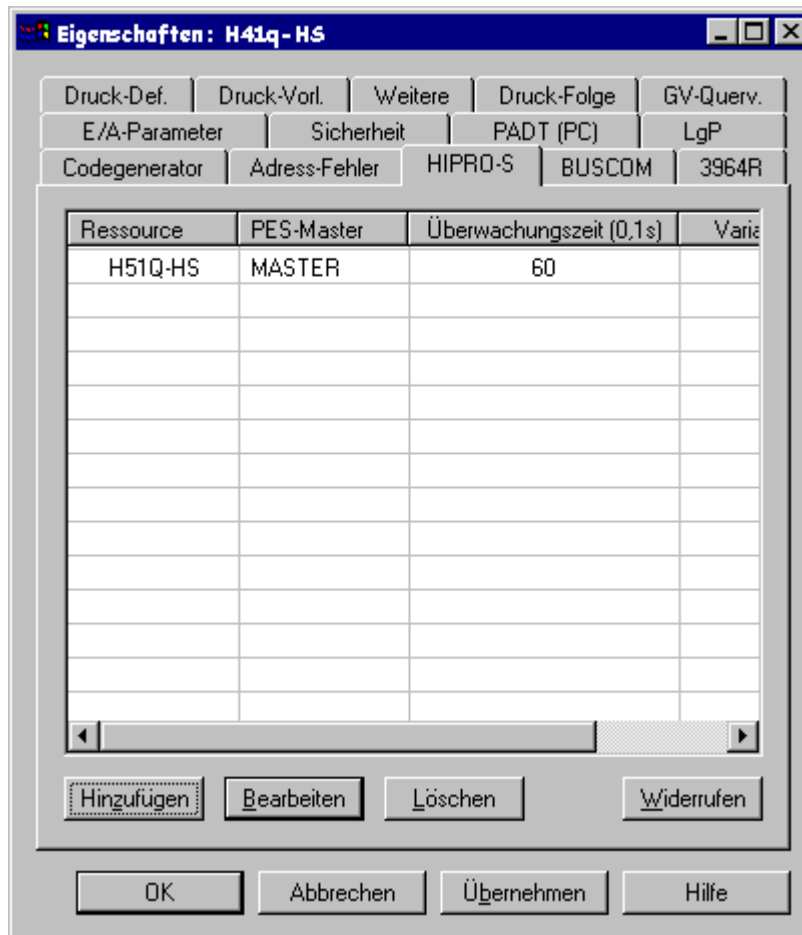 Eigenschaften: H41q-HS
Druck-Def. Druck-Vorl. Weitere Druck-Folge GV-Querv.
E/A-Parameter Sicherheit PADT (PC) LgP
Codegenerator Adress-Fehler HIPRO-S BUSCOM 3964R
Ressource PES-Master Überwachungszeit (0,1s) Varia
H51Q-HS MASTER 60
Hinzufügen Bearbeiten Löschen Widerrufen
OK Abbrechen Übernehmen Hilfe